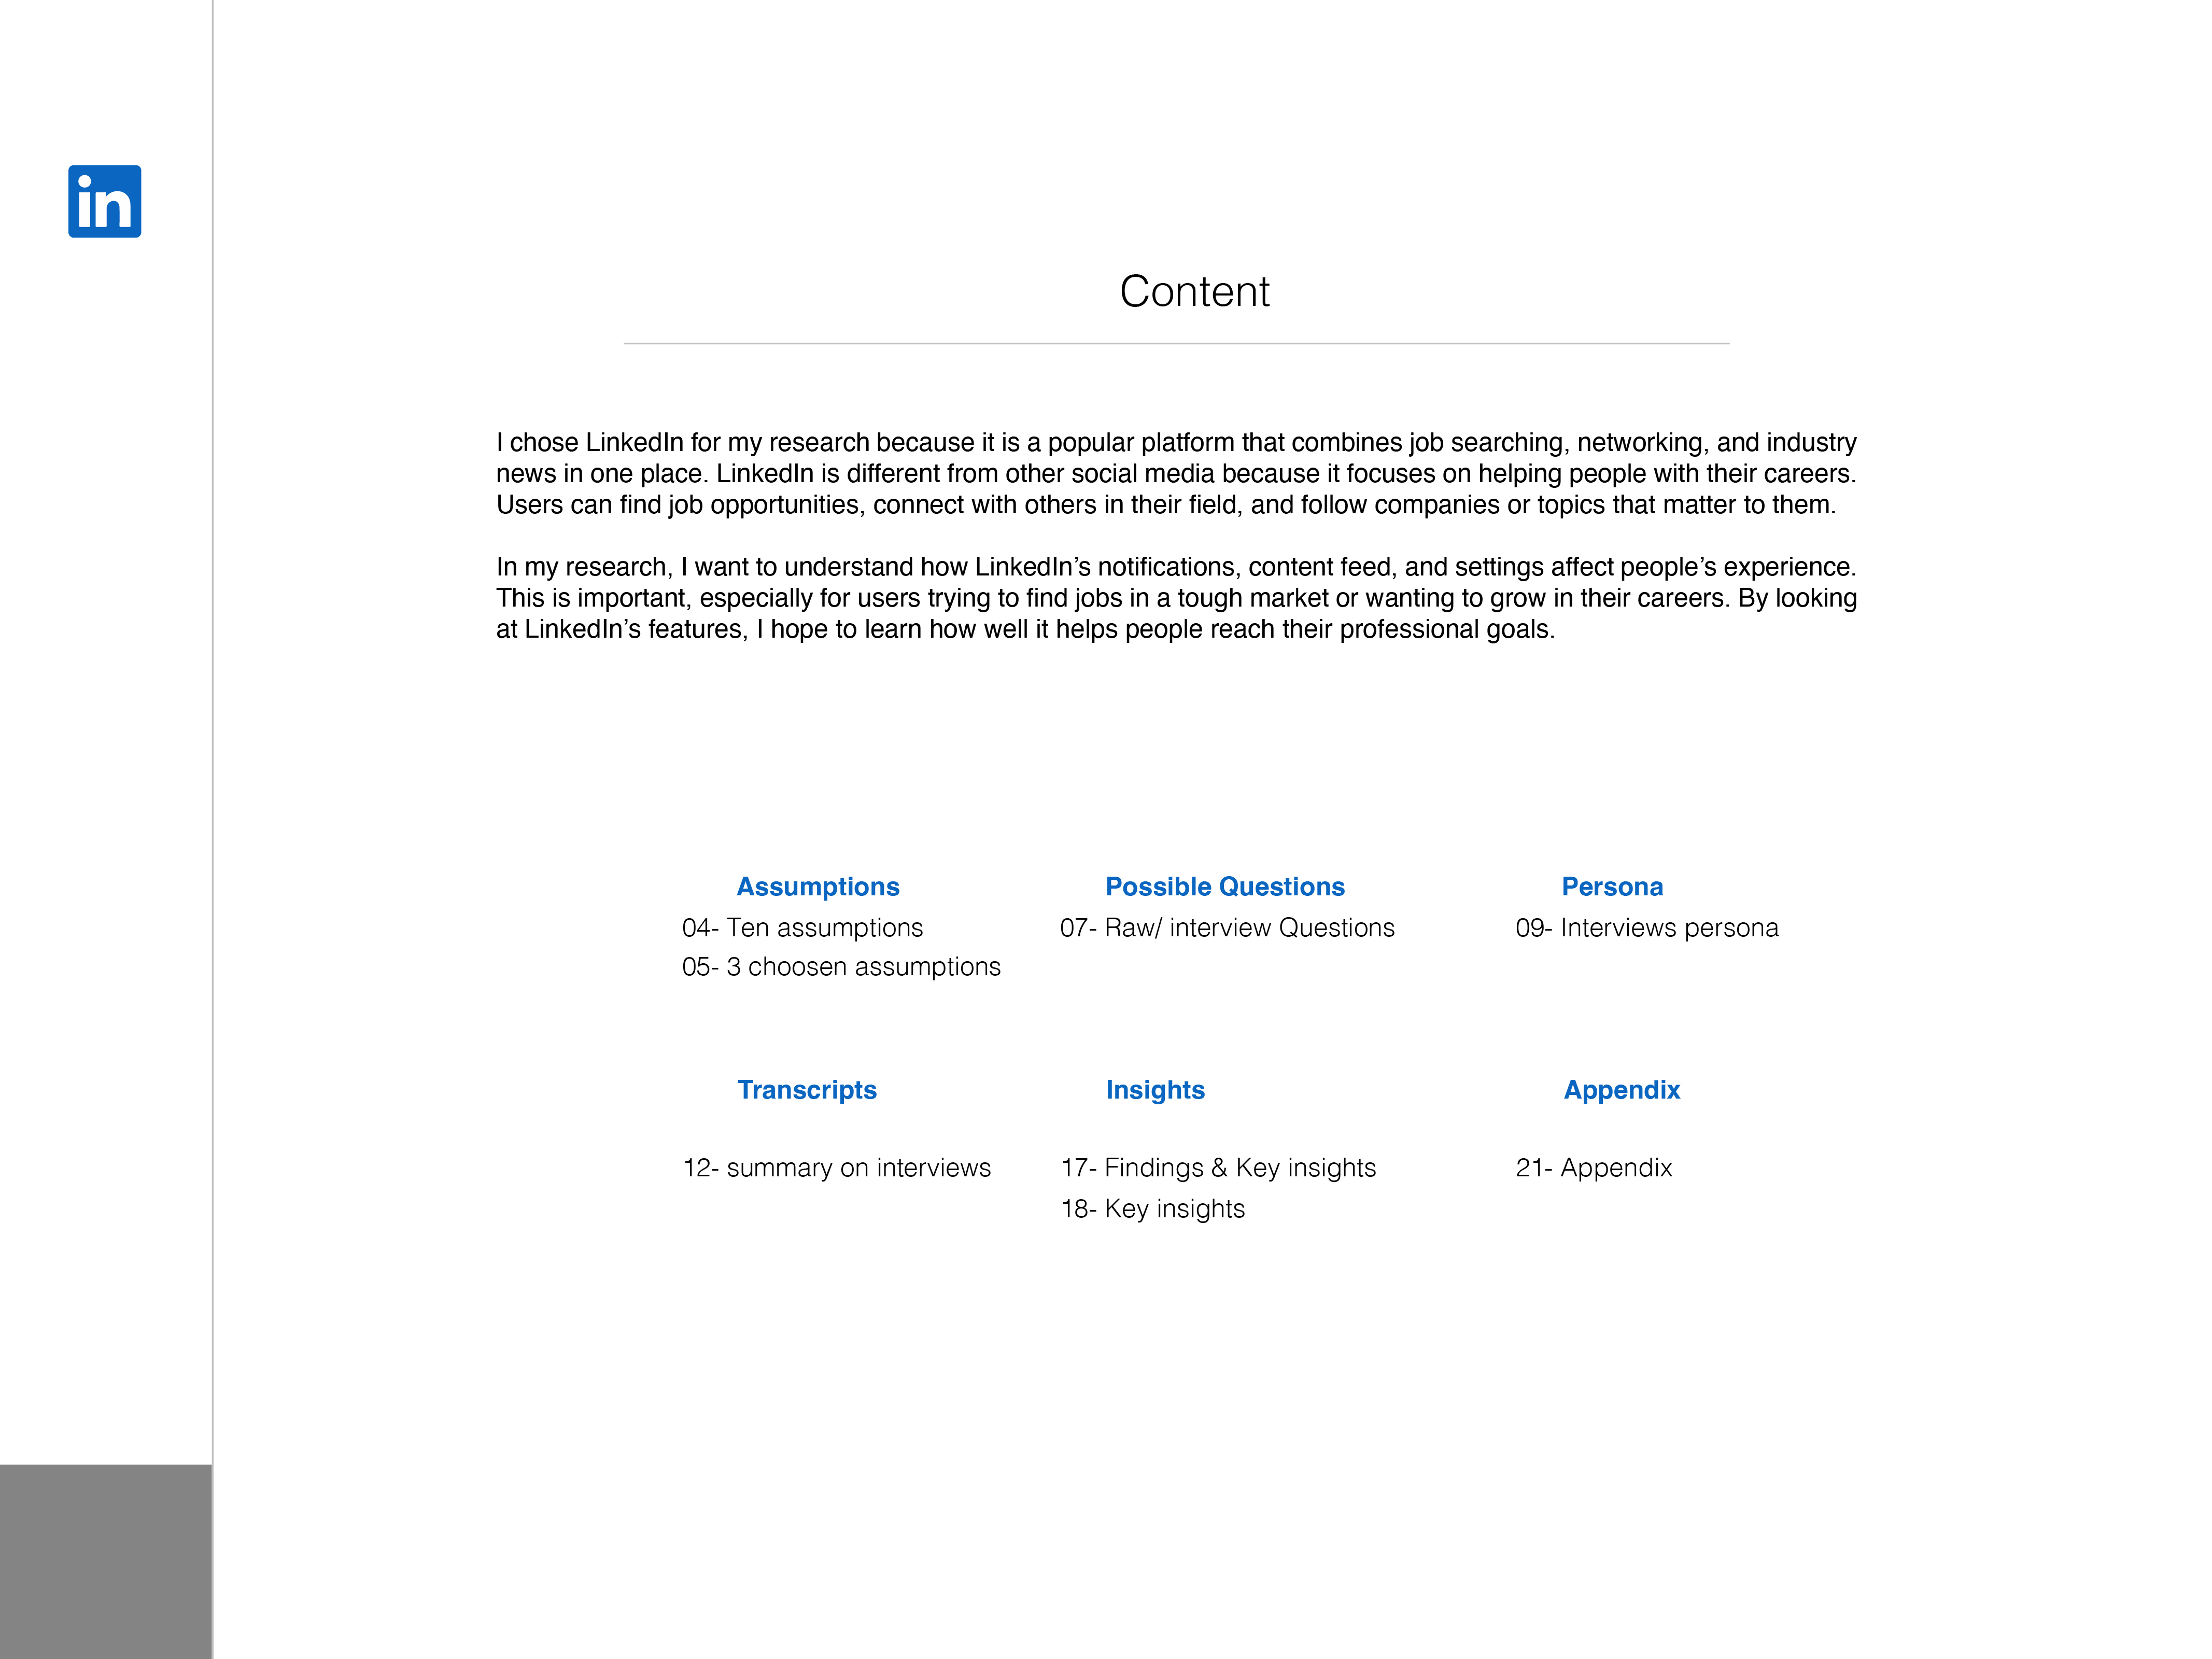 in
Content
I chose LinkedIn for my research because it is a popular platform that combines job searching, networking, and industry
news in one place. LinkedIn is different from other social media because it focuses on helping people with their careers.
Users can find job opportunities, connect with others in their field, and follow companies or topics that matter to them.
In my research, I want to understand how LinkedIn’s notifications, content feed, and settings affect people’s experience.
This is important, especially for users trying to find jobs in a tough market or wanting to grow in their careers. By looking
at LinkedIn’s features, I hope to learn how well it helps people reach their professional goals.
Assumptions
04- Ten assumptions
05- 3 choosen assumptions
Possible Questions
07- Raw/ interview Questions
Persona
09- Interviews persona
Transcripts
12- summary on interviews
Insights
17- Findings & Key insights
18- Key insights
Appendix
21- Appendix